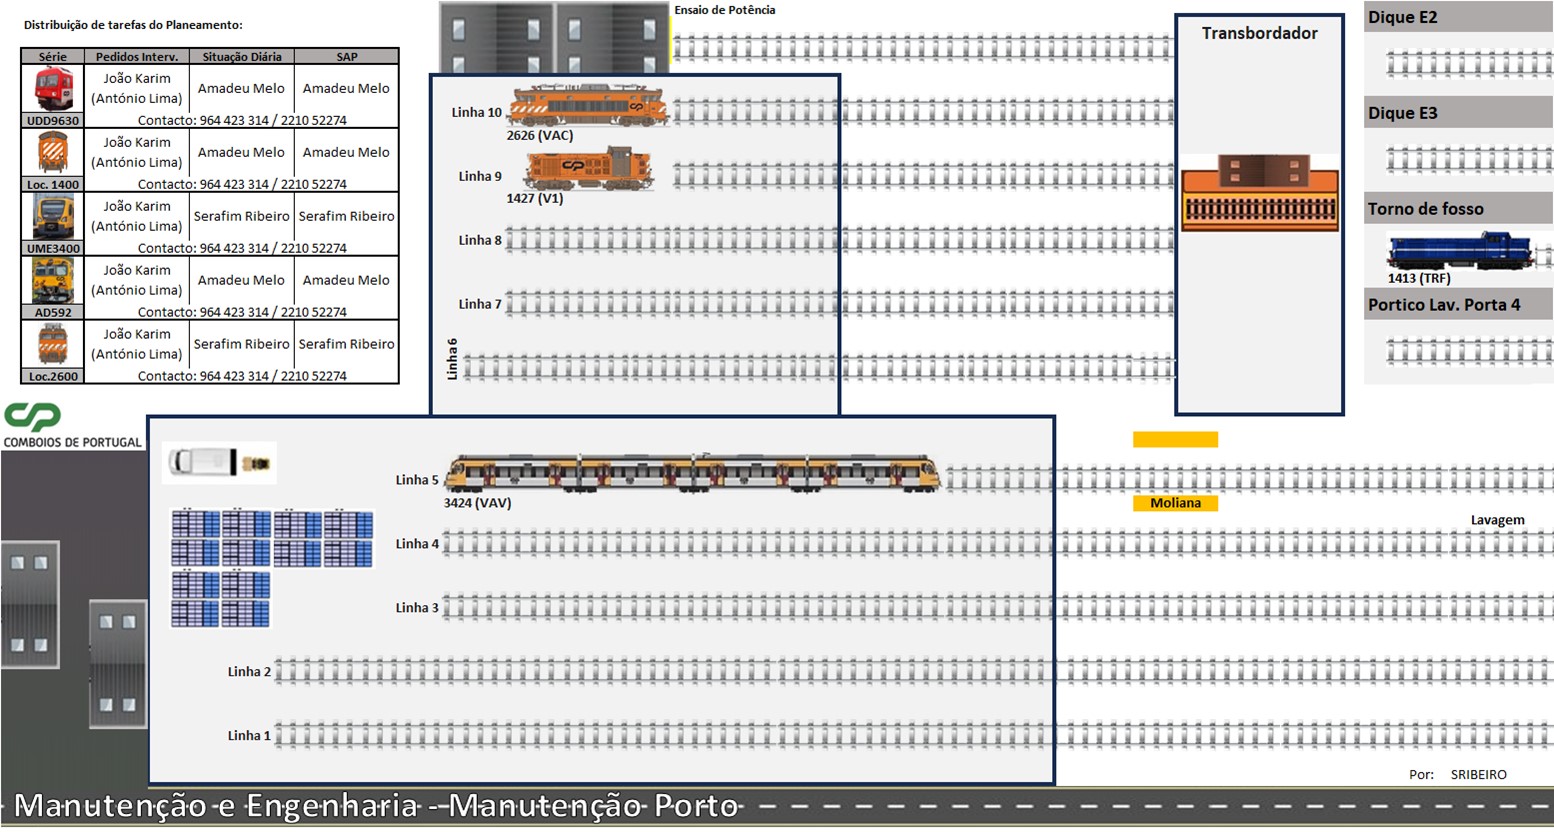 Distribuição de tarefas do Planeamento:
Série Pedidos Interv. Situação Diária SAP
João Karim
(António Lima) Amadeu Melo Amadeu Melo
UDD9630 Contacto: 964 423 314 / 2210 52274
João Karim
(António Lima) Amadeu Melo Amadeu Melo
Loc. 1400 Contacto: 964 423 314 / 2210 52274
João Karim
(António Lima) Serafim Ribeiro Serafim Ribeiro
UME3400 Contacto: 964 423 314 / 2210 52274
João Karim
(António Lima) Amadeu Melo Amadeu Melo
AD592 Contacto: 964 423 314 / 2210 52274
João Karim
(António Lima) Serafim Ribeiro Serafim Ribeiro
Loc.2600 Contacto: 964 423 314 / 2210 52274
CP
COMBOIOS DE PORTUGAL
Ensaio de Potência
Linha 10
2626 (VAC)
Linha 9
1427 (V1)
Linha 8
Linha 7
Linha 6
Transbordador
Dique E2
Dique E3
Torno de fosso
1413 (TRF)
Portico Lav. Porta 4
Linha 5
3424 (VAV)
Moliana
Lavagem
Linha 4
Linha 3
Linha 2
Linha 1
Por: SRIBEIRO
Manutenção e Engenharia - Manutenção Porto